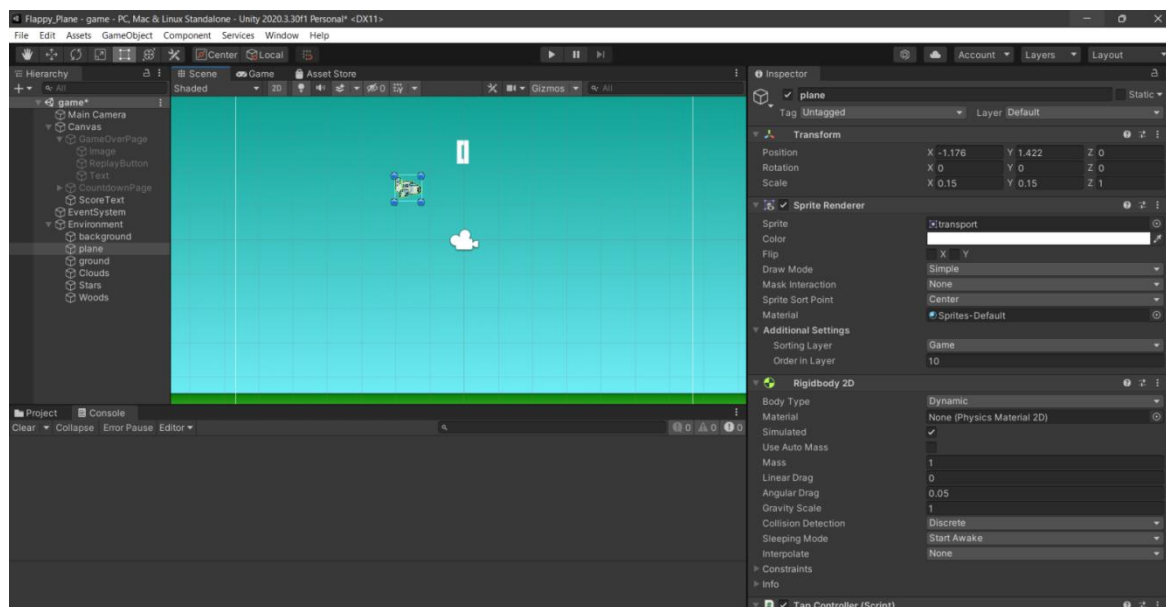 Flappy_Plane - game - PC, Mac & Linux Standalone - Unity 2020.3.30f1 Personal* <DX11>
File Edit Assets GameObject Component Services Window Help
Center Local Account Layers Layout
Hierarchy
All
game*
Main Camera
Canvas
GameOverPage
Image
ReplayButton
Text
CountdownPage
ScoreText
EventSystem
Environment
background
plane
ground
Clouds
Stars
Woods
Scene Game Asset Store
Shaded 2D 0 Gizmos All
Project Console
Clear Collapse Error Pause Editor 0 0 0
Inspector
plane Static
Tag Untagged Layer Default
Transform
Position X -1.176 Y 1.422 Z 0
Rotation X 0 Y 0 Z 0
Scale X 0.15 Y 0.15 Z 1
Sprite Renderer
Sprite transport
Color
Flip X Y
Draw Mode Simple
Mask Interaction None
Sprite Sort Point Center
Material Sprites-Default
Additional Settings
Sorting Layer Game
Order in Layer 10
Rigidbody 2D
Body Type Dynamic
Material None (Physics Material 2D)
Simulated
Use Auto Mass
Mass 1
Linear Drag 0
Angular Drag 0.05
Gravity Scale 1
Collision Detection Discrete
Sleeping Mode Start Awake
Interpolate None
Constraints
Info
Tap Controller (Script)